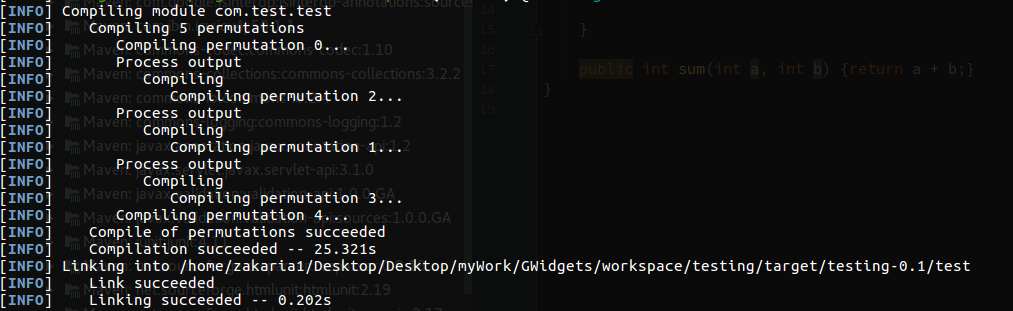 [INFO] Compiling module com.test.test
[INFO]    Compiling 5 permutations
[INFO]       Compiling permutation 0...
[INFO]       Process output
[INFO]          Compiling
[INFO]             Compiling permutation 2...
[INFO]       Process output
[INFO]          Compiling
[INFO]             Compiling permutation 1...
[INFO]       Process output
[INFO]          Compiling
[INFO]             Compiling permutation 3...
[INFO]       Compiling permutation 4...
[INFO]    Compile of permutations succeeded
[INFO]    Compilation succeeded -- 25.321s
[INFO] Linking into /home/zakaria1/Desktop/Desktop/myWork/GWidgets/workspace/testing/target/testing-0.1/test
[INFO]    Link succeeded
[INFO]    Linking succeeded -- 0.202s
14
15 }
16
17 public int sum(int a, int b) {return a + b;}
18 }
19